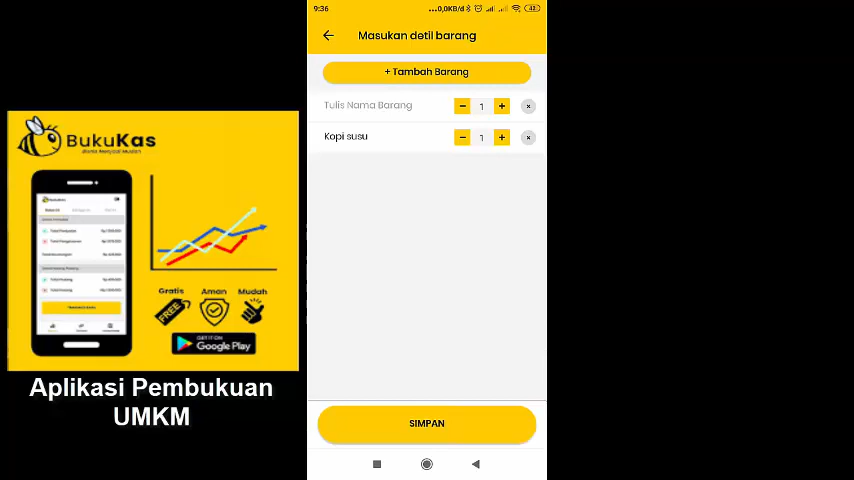 BukuKas
Gratis
Aman
Mudah
FREE
GET IT ON
Google Play
Aplikasi Pembukuan
UMKM
9:36
...0,0KB/d
42
Masukan detil barang
+ Tambah Barang
Tulis Nama Barang
- 1 + ×
Kopi susu
- 1 + ×
SIMPAN